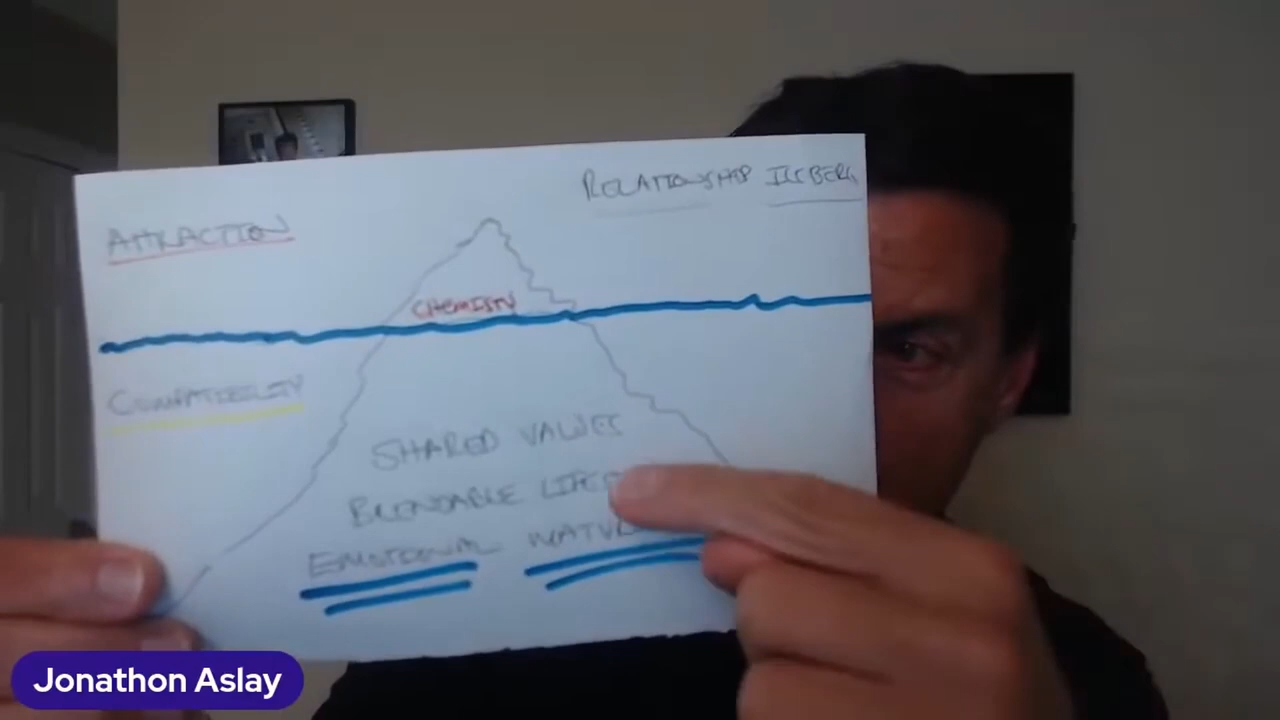 RELATIONSHIP ICEBERG
ATTRACTION
CHEMISTRY
COMPATIBILITY
SHARED VALUES
BLENDABLE
EMOTIONAL
Jonathon Aslay